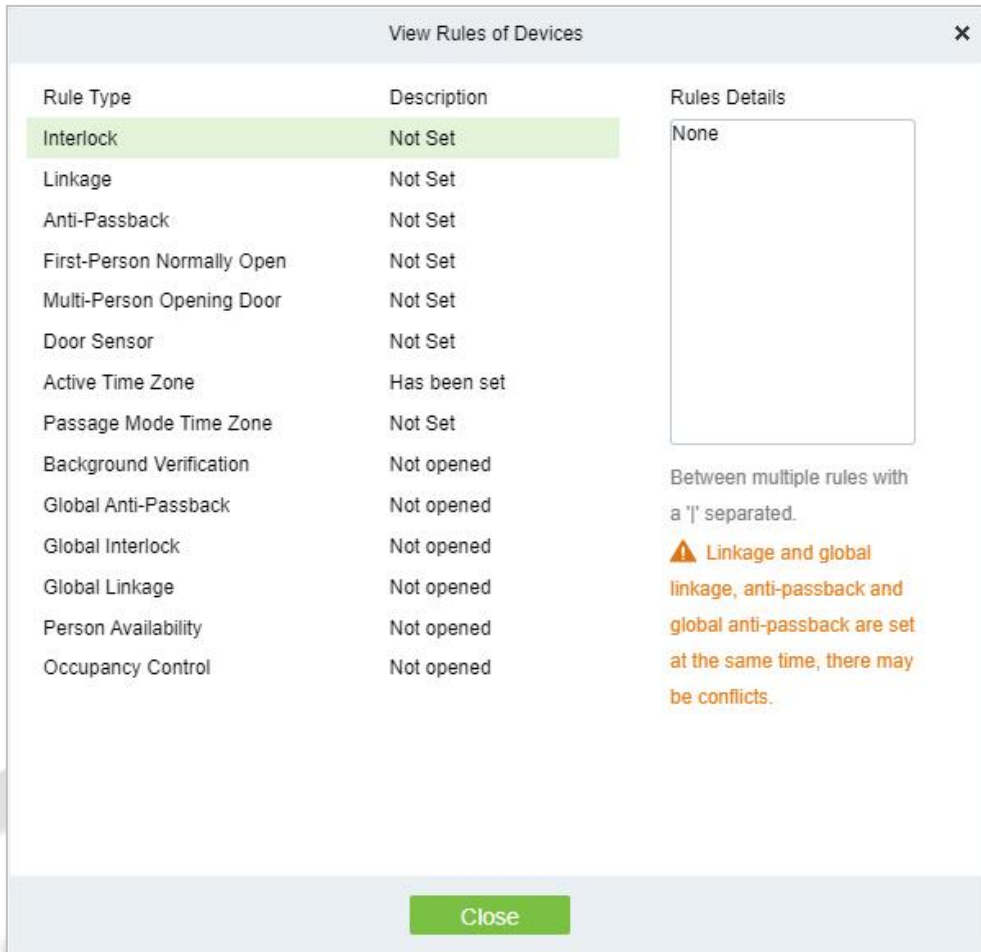 View Rules of Devices
Rule Type Description Rules Details
Interlock Not Set None
Linkage Not Set
Anti-Passback Not Set
First-Person Normally Open Not Set
Multi-Person Opening Door Not Set
Door Sensor Not Set
Active Time Zone Has been set
Passage Mode Time Zone Not Set
Background Verification Not opened
Global Anti-Passback Not opened
Global Interlock Not opened
Global Linkage Not opened
Person Availability Not opened
Occupancy Control Not opened
Between multiple rules with
a '|' separated.
Linkage and global
linkage, anti-passback and
global anti-passback are set
at the same time, there may
be conflicts.
Close